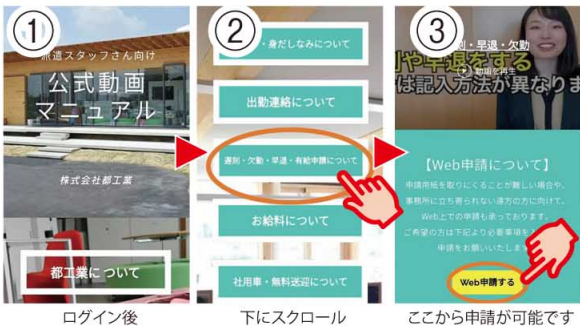 ①
派遣スタッフさん向け
公式動画
マニュアル
株式会社都工業
都工業について
ログイン後
②
・身だしなみについて
出勤連絡について
遅刻・欠勤・早退・有給申請について
お給料について
社用車・無料送迎について
下にスクロール
③
刻・早退・欠勤
動画を再生
や早退をする
は記入方法が異なりま
【Web申請について】
申請用紙を取りにくることが難しい場合や、
事務所に立ち寄られない遠方の方に向けて、
Web上での申請も承っております。
ご希望の方は下記より必要事項を
申請をお願いいたします
Web申請する
ここから申請が可能です